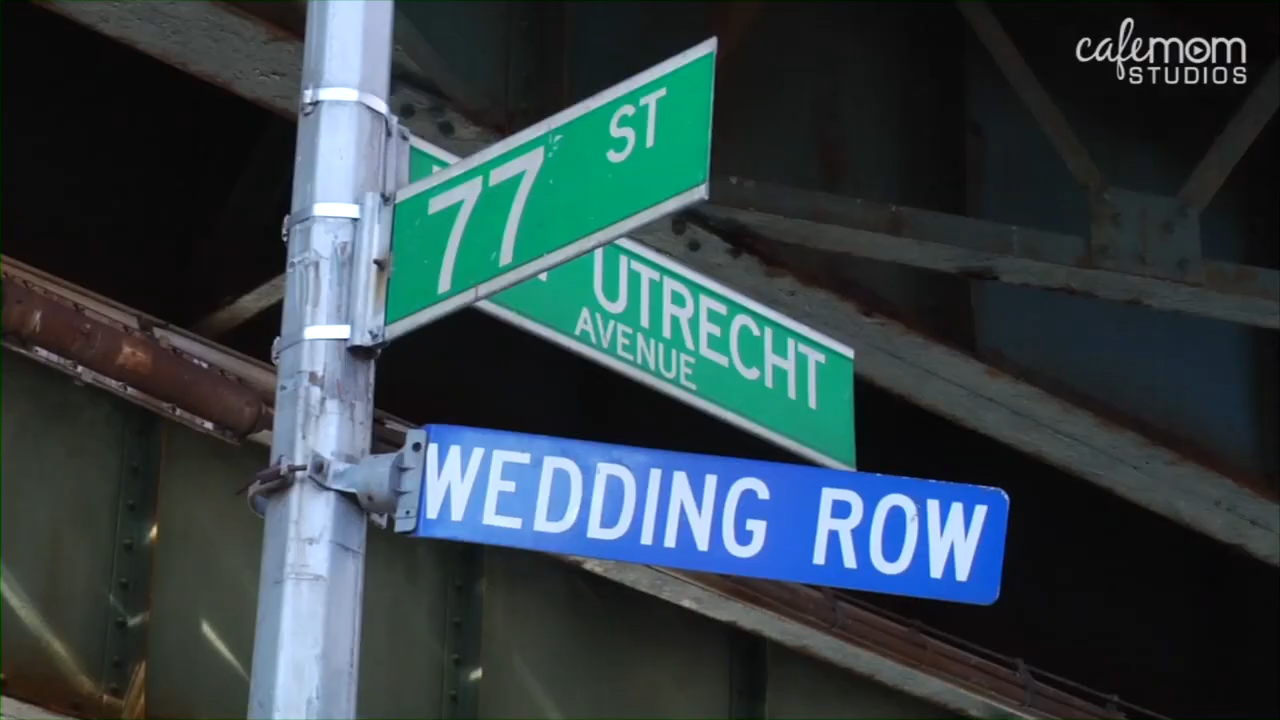 cafemom
STUDIOS
77 ST
UTRECHT
AVENUE
WEDDING ROW